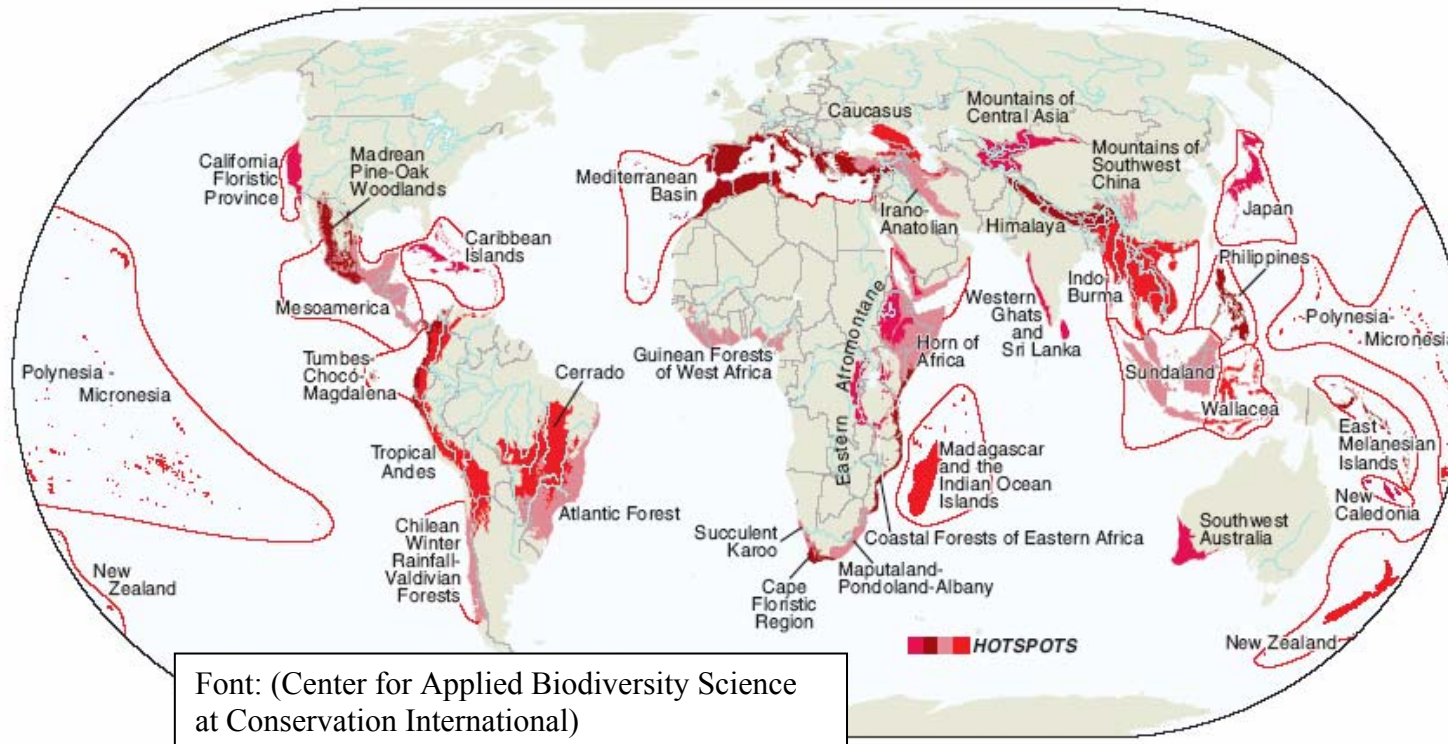 California
Floristic
Province
Madrean
Pine-Oak
Woodlands
Caribbean
Islands
Mesoamerica
Polynesia -
Micronesia
Tumbes-
Chocó-
Magdalena
Cerrado
Tropical
Andes
Atlantic Forest
Chilean
Winter
Rainfall-
Valdivian
Forests
New
Zealand
Mediterranean
Basin
Caucasus
Irano-
Anatolian
Mountains of
Central Asia
Mountains of
Southwest
China
Himalaya
Japan
Philippines
Indo-
Burma
Western
Ghats
and
Sri Lanka
Guinean Forests
of West Africa
Eastern Afromontane
Horn of
Africa
Madagascar
and the
Indian Ocean
Islands
Coastal Forests of Eastern Africa
Succulent
Karoo
Cape
Floristic
Region
Maputaland-
Pondoland-Albany
Sundaland
Wallacea
Polynesia-
Micronesia
East
Melanesian
Islands
New
Caledonia
Southwest
Australia
New Zealand
HOTSPOTS
Font: (Center for Applied Biodiversity Science
at Conservation International)